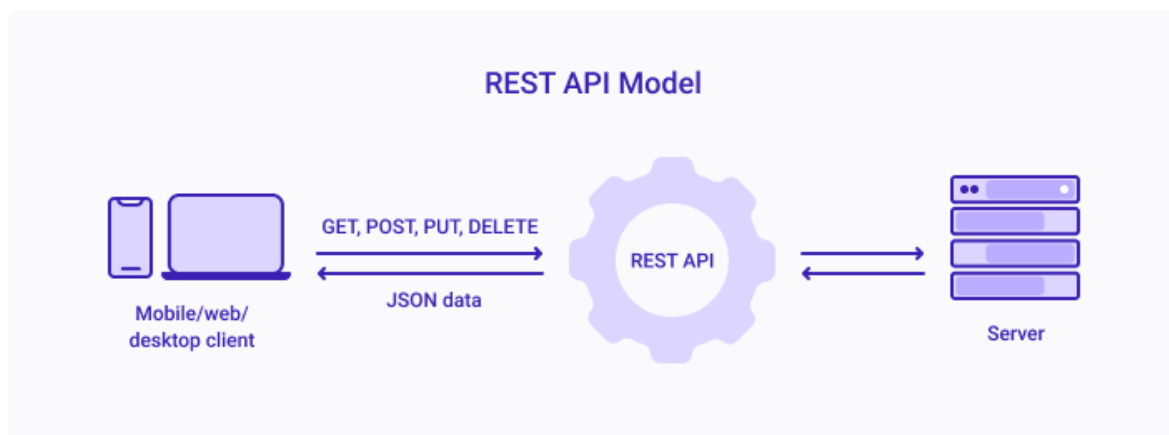 REST API Model
GET, POST, PUT, DELETE
REST API
JSON data
Mobile/web/
desktop client
Server